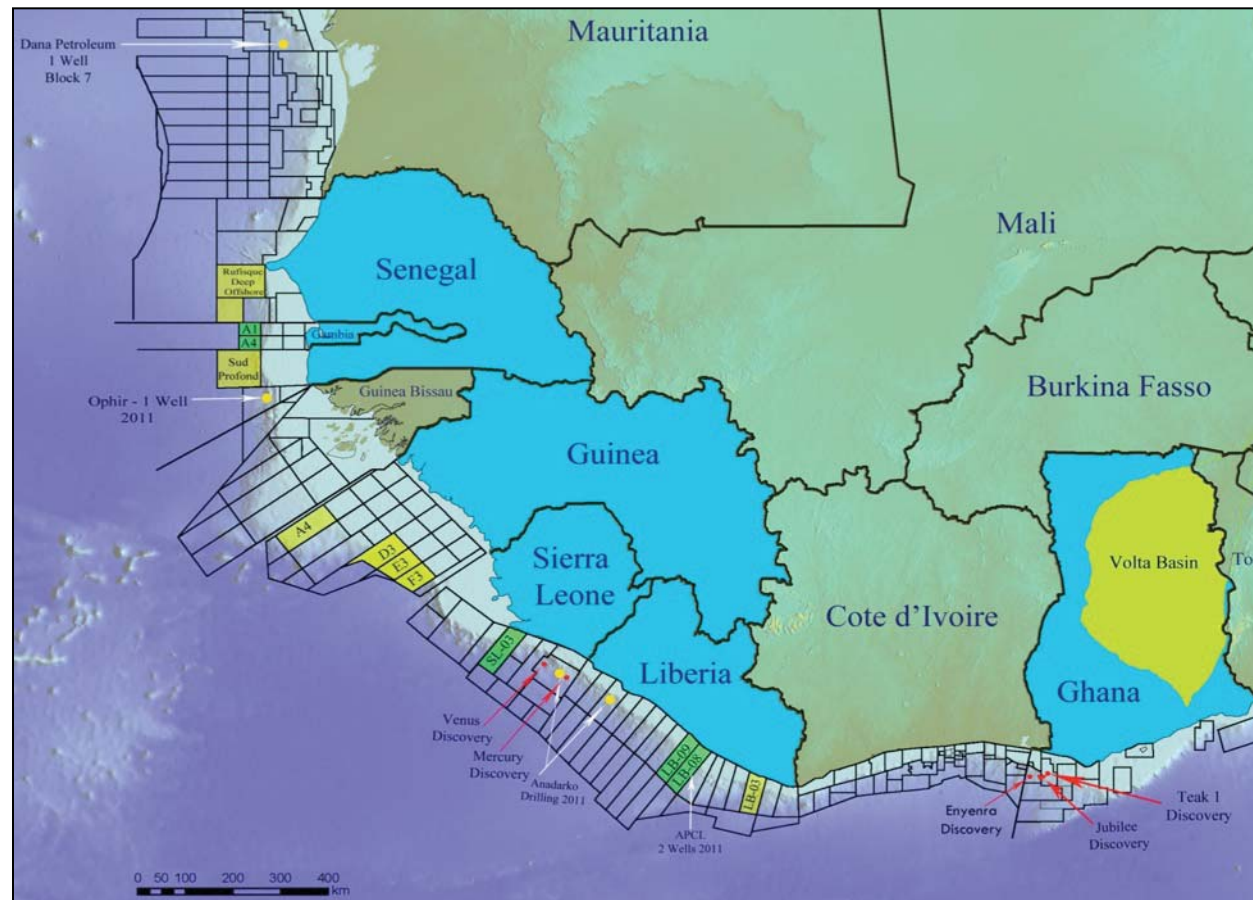 Mauritania
Dana Petroleum
1 Well
Block 7
Mali
Senegal
Rufisque
Deep
Offshore
A1
A4
Gambia
Sud
Profond
Guinea Bissau
Burkina Fasso
Ophir - 1 Well
2011
Guinea
A4
D3
E3
F3
Sierra
Leone
Volta Basin
To
Cote d'Ivoire
SL-03
Liberia
Ghana
Venus
Discovery
Mercury
Discovery
Anadarko
Drilling 2011
LB-09
LB-08
LB-03
APCL
2 Wells 2011
Enyenra
Discovery
Jubilee
Discovery
Teak 1
Discovery
0 50 100 200 300 400
km